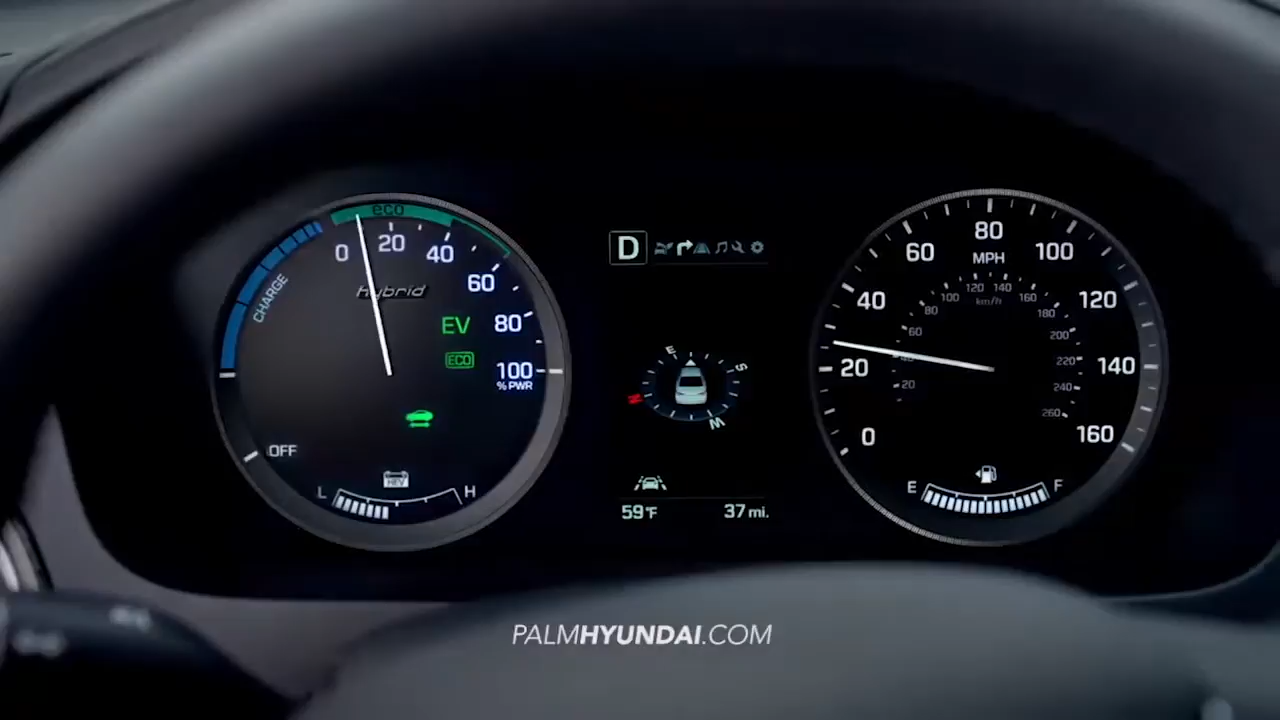 eco
0 20 40 60 80 100
% PWR
CHARGE
hybrid
EV
ECO
OFF
HEV
L H
D
E
S
N
W
59°F 37 mi.
0 20 40 60 80 100 120 140 160
MPH
20 40 60 80 100 120 140 160 180 200 220 240 260
km/h
E F
PALMHYUNDAI.COM